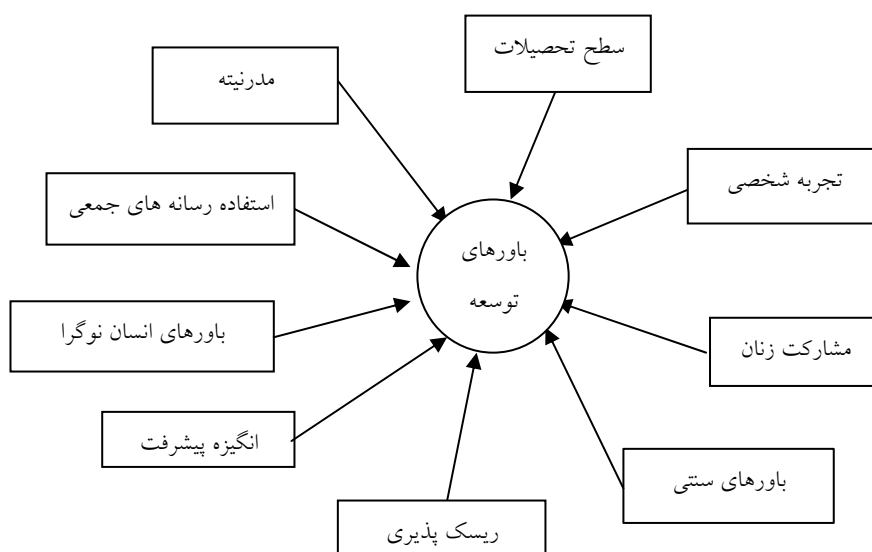 سطح تحصیلات
مدرنیته
تجربه شخصی
استفاده رسانه های جمعی
باورهای
توسعه
باورهای انسان نوگرا
مشارکت زنان
انگیزه پیشرفت
باورهای سنتی
ریسک پذیری